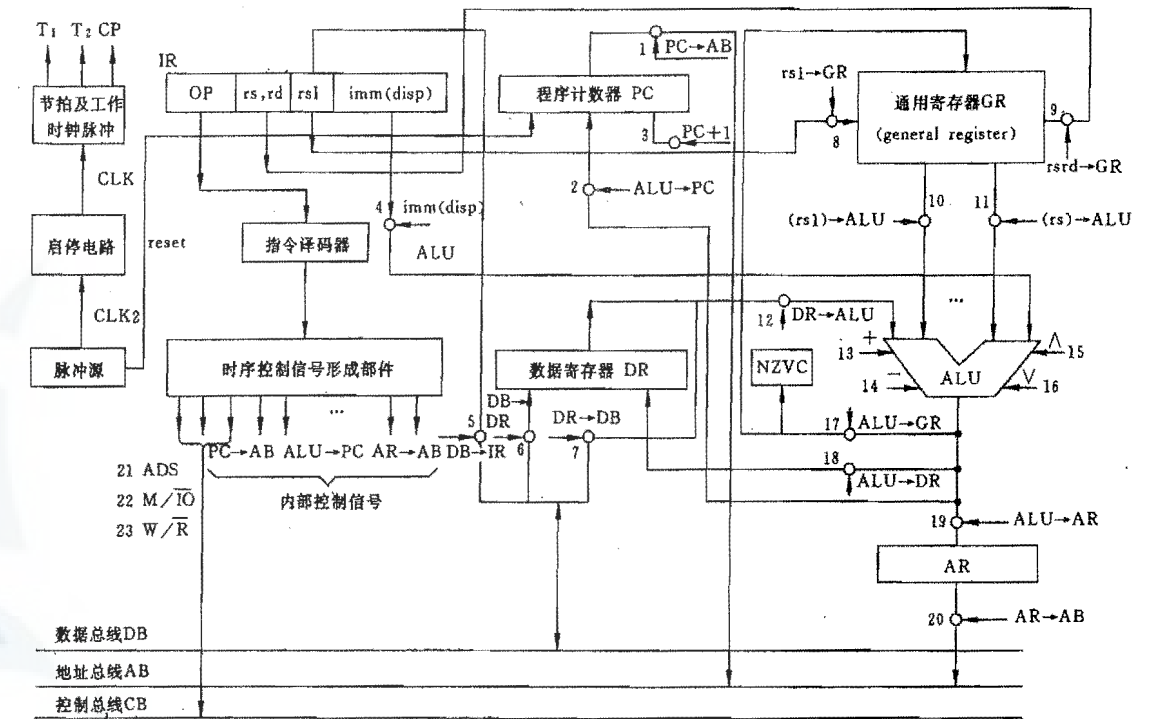 T₁ T₂ CP
节拍及工作
时钟脉冲
CLK
启停电路
reset
CLK2
脉冲源
IR
OP
rs,rd
rs1
imm(disp)
程序计数器 PC
1
PC→AB
3
PC+1
2
ALU→PC
4
imm(disp)
ALU
指令译码器
时序控制信号形成部件
...
PC→AB ALU→PC AR→AB DB→IR
内部控制信号
21 ADS
22 M/I̅O̅
23 W/R̅
rs1→GR
8
通用寄存器GR
(general register)
9
rsrd→GR
10
11
(rs1)→ALU
(rs)→ALU
...
12
DR→ALU
数据寄存器 DR
DB→
5
DR
6
DR→DB
7
NZVC
+
13
−
14
ALU
∧
15
∨
16
17
ALU→GR
18
ALU→DR
19
ALU→AR
AR
20
AR→AB
数据总线DB
地址总线AB
控制总线CB